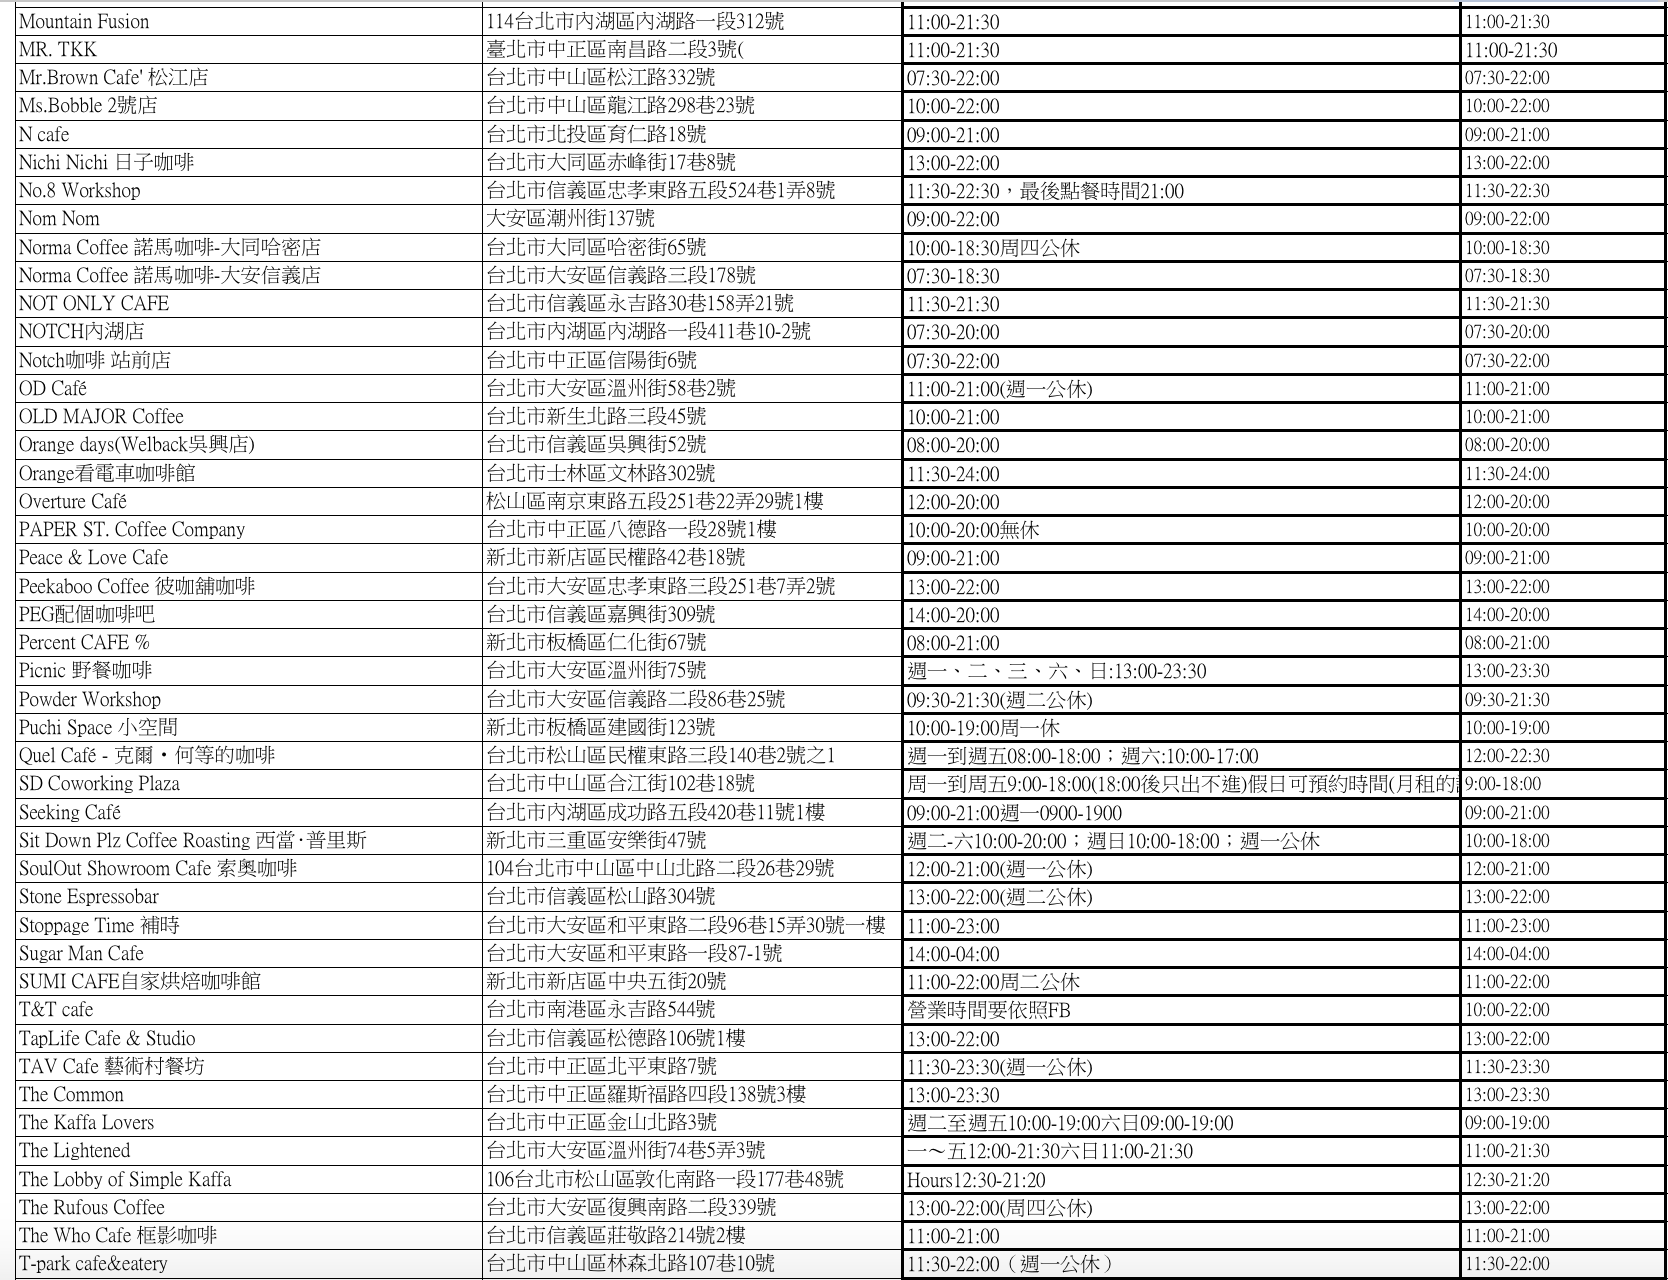 Mountain Fusion 114台北市內湖區內湖路一段312號 11:00-21:30 11:00-21:30
MR. TKK 臺北市中正區南昌路二段3號( 11:00-21:30 11:00-21:30
Mr.Brown Cafe' 松江店 台北市中山區松江路332號 07:30-22:00 07:30-22:00
Ms.Bobble 2號店 台北市中山區龍江路298巷23號 10:00-22:00 10:00-22:00
N cafe 台北市北投區育仁路18號 09:00-21:00 09:00-21:00
Nichi Nichi 日子咖啡 台北市大同區赤峰街17巷8號 13:00-22:00 13:00-22:00
No.8 Workshop 台北市信義區忠孝東路五段524巷1弄8號 11:30-22:30，最後點餐時間21:00 11:30-22:30
Nom Nom 大安區潮州街137號 09:00-22:00 09:00-22:00
Norma Coffee 諾馬咖啡-大同哈密店 台北市大同區哈密街65號 10:00-18:30周四公休 10:00-18:30
Norma Coffee 諾馬咖啡-大安信義店 台北市大安區信義路三段178號 07:30-18:30 07:30-18:30
NOT ONLY CAFE 台北市信義區永吉路30巷158弄21號 11:30-21:30 11:30-21:30
NOTCH內湖店 台北市內湖區內湖路一段411巷10-2號 07:30-20:00 07:30-20:00
Notch咖啡 站前店 台北市中正區信陽街6號 07:30-22:00 07:30-22:00
OD Café 台北市大安區溫州街58巷2號 11:00-21:00(週一公休) 11:00-21:00
OLD MAJOR Coffee 台北市新生北路三段45號 10:00-21:00 10:00-21:00
Orange days(Welback吳興店) 台北市信義區吳興街52號 08:00-20:00 08:00-20:00
Orange看電車咖啡館 台北市士林區文林路302號 11:30-24:00 11:30-24:00
Overture Café 松山區南京東路五段251巷22弄29號1樓 12:00-20:00 12:00-20:00
PAPER ST. Coffee Company 台北市中正區八德路一段28號1樓 10:00-20:00無休 10:00-20:00
Peace & Love Cafe 新北市新店區民權路42巷18號 09:00-21:00 09:00-21:00
Peekaboo Coffee 彼咖舖咖啡 台北市大安區忠孝東路三段251巷7弄2號 13:00-22:00 13:00-22:00
PEG配個咖啡吧 台北市信義區嘉興街309號 14:00-20:00 14:00-20:00
Percent CAFE % 新北市板橋區仁化街67號 08:00-21:00 08:00-21:00
Picnic 野餐咖啡 台北市大安區溫州街75號 週一、二、三、六、日:13:00-23:30 13:00-23:30
Powder Workshop 台北市大安區信義路二段86巷25號 09:30-21:30(週二公休) 09:30-21:30
Puchi Space 小空間 新北市板橋區建國街123號 10:00-19:00周一休 10:00-19:00
Quel Café - 克爾・何等的咖啡 台北市松山區民權東路三段140巷2號之1 週一到週五08:00-18:00；週六:10:00-17:00 12:00-22:30
SD Coworking Plaza 台北市中山區合江街102巷18號 周一到周五9:00-18:00(18:00後只出不進)假日可預約時間(月租的 9:00-18:00
Seeking Café 台北市內湖區成功路五段420巷11號1樓 09:00-21:00週一0900-1900 09:00-21:00
Sit Down Plz Coffee Roasting 西當·普里斯 新北市三重區安樂街47號 週二-六10:00-20:00；週日10:00-18:00；週一公休 10:00-18:00
SoulOut Showroom Cafe 索奧咖啡 104台北市中山區中山北路二段26巷29號 12:00-21:00(週一公休) 12:00-21:00
Stone Espressobar 台北市信義區松山路304號 13:00-22:00(週二公休) 13:00-22:00
Stoppage Time 補時 台北市大安區和平東路二段96巷15弄30號一樓 11:00-23:00 11:00-23:00
Sugar Man Cafe 台北市大安區和平東路一段87-1號 14:00-04:00 14:00-04:00
SUMI CAFE自家烘焙咖啡館 新北市新店區中央五街20號 11:00-22:00周二公休 11:00-22:00
T&T cafe 台北市南港區永吉路544號 營業時間要依照FB 10:00-22:00
TapLife Cafe & Studio 台北市信義區松德路106號1樓 13:00-22:00 13:00-22:00
TAV Cafe 藝術村餐坊 台北市中正區北平東路7號 11:30-23:30(週一公休) 11:30-23:30
The Common 台北市中正區羅斯福路四段138號3樓 13:00-23:30 13:00-23:30
The Kaffa Lovers 台北市中正區金山北路3號 週二至週五10:00-19:00六日09:00-19:00 09:00-19:00
The Lightened 台北市大安區溫州街74巷5弄3號 一～五12:00-21:30六日11:00-21:30 11:00-21:30
The Lobby of Simple Kaffa 106台北市松山區敦化南路一段177巷48號 Hours12:30-21:20 12:30-21:20
The Rufous Coffee 台北市大安區復興南路二段339號 13:00-22:00(周四公休) 13:00-22:00
The Who Cafe 框影咖啡 台北市信義區莊敬路214號2樓 11:00-21:00 11:00-21:00
T-park cafe&eatery 台北市中山區林森北路107巷10號 11:30-22:00（週一公休） 11:30-22:00